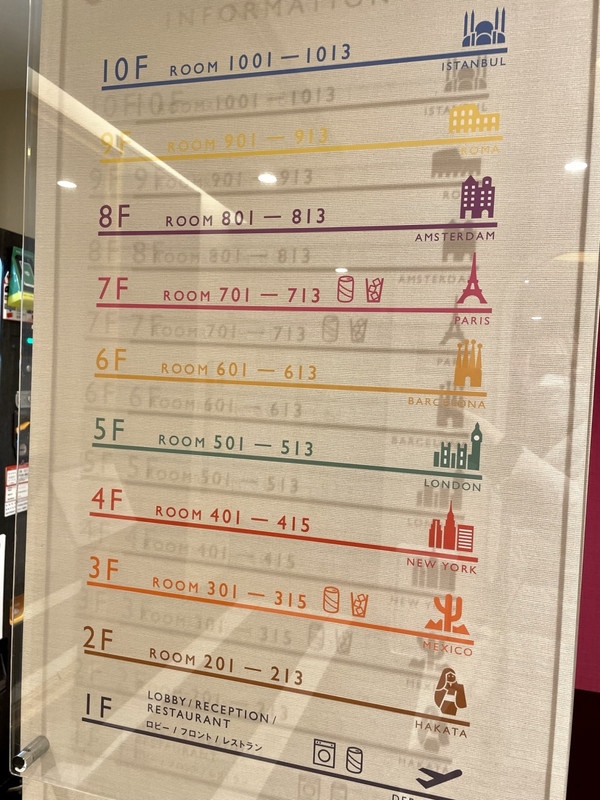 INFORMATION
10F ROOM 1001 — 1013
ISTANBUL
9F ROOM 901 — 913
ROMA
8F ROOM 801 — 813
AMSTERDAM
7F ROOM 701 — 713
PARIS
6F ROOM 601 — 613
BARCELONA
5F ROOM 501 — 513
LONDON
4F ROOM 401 — 415
NEW YORK
3F ROOM 301 — 315
MEXICO
2F ROOM 201 — 213
HAKATA
1F LOBBY/RECEPTION/
RESTAURANT
ロビー/フロント/レストラン